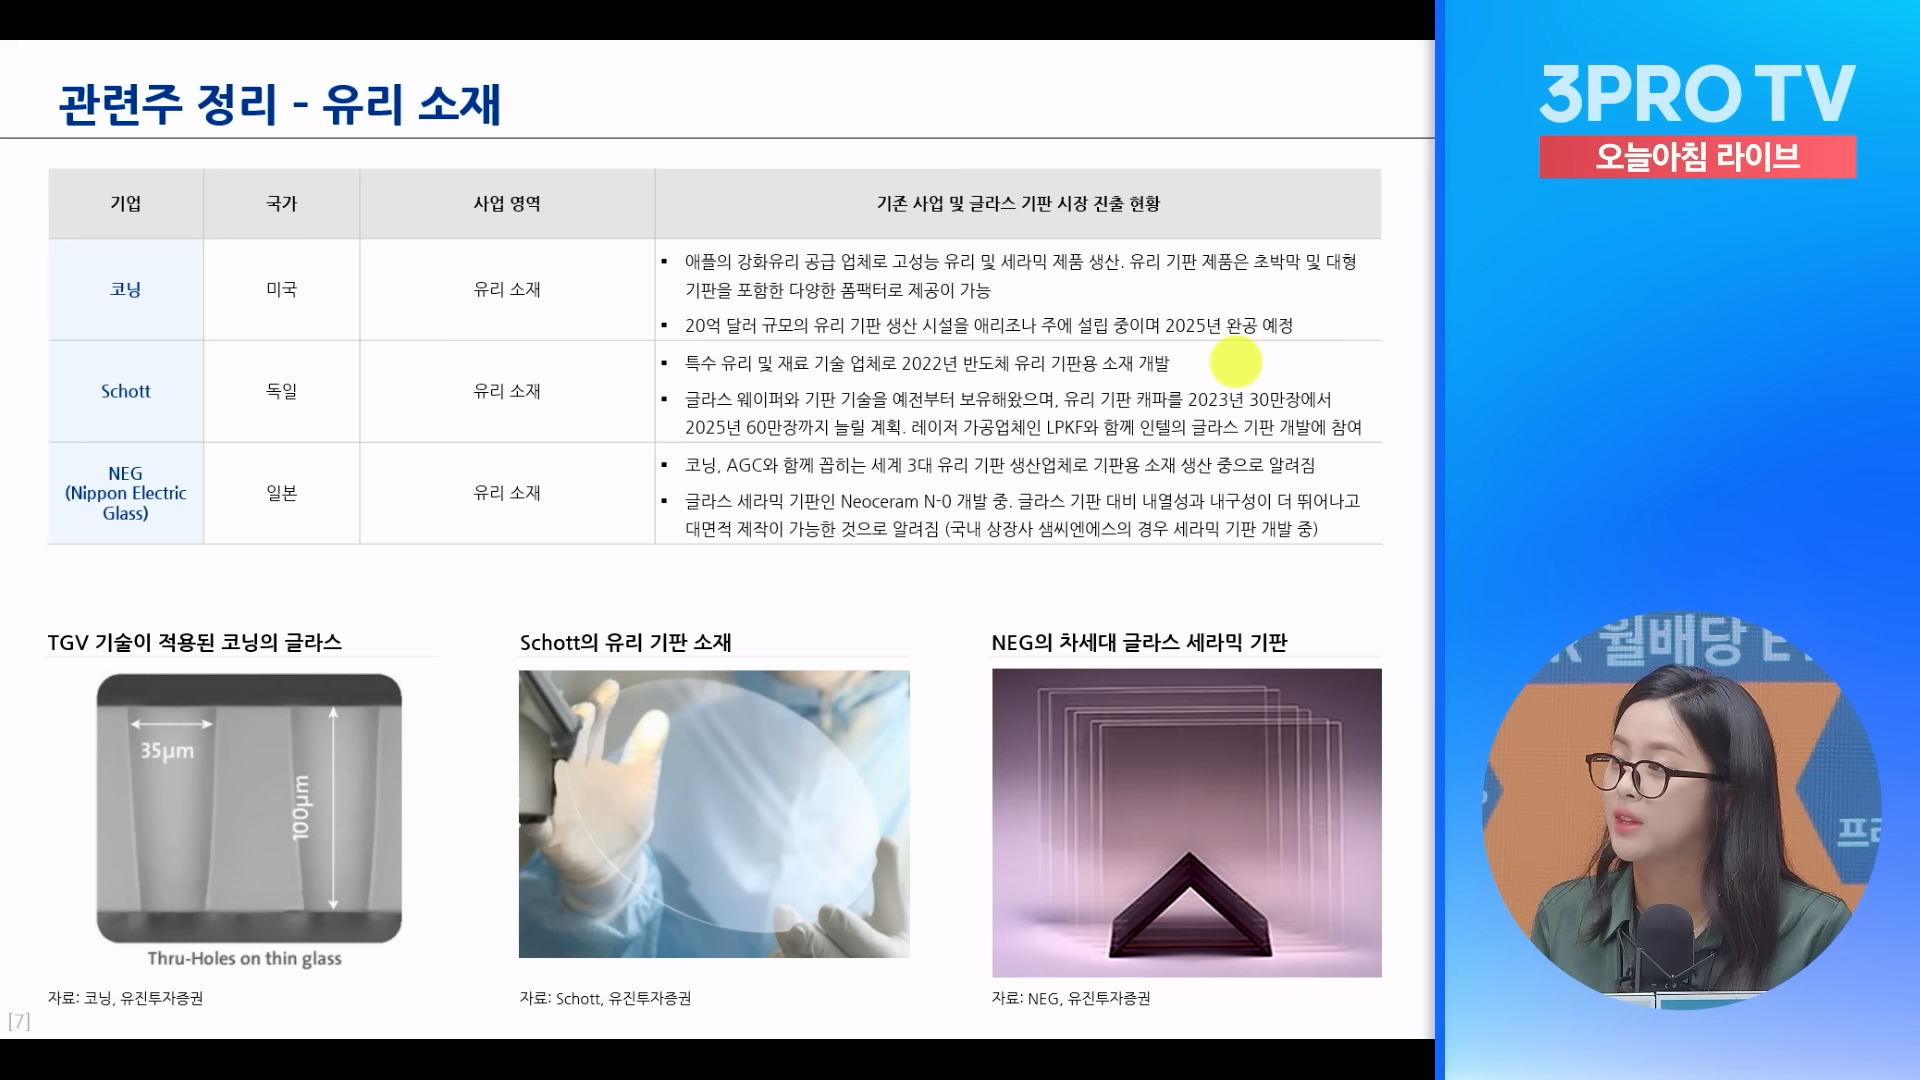 관련주 정리 - 유리 소재
기업
국가
사업 영역
기존 사업 및 글라스 기판 시장 진출 현황
코닝
미국
유리 소재
▪ 애플의 강화유리 공급 업체로 고성능 유리 및 세라믹 제품 생산. 유리 기판 제품은 초박막 및 대형
기판을 포함한 다양한 폼팩터로 제공이 가능
▪ 20억 달러 규모의 유리 기판 생산 시설을 애리조나 주에 설립 중이며 2025년 완공 예정
Schott
독일
유리 소재
▪ 특수 유리 및 재료 기술 업체로 2022년 반도체 유리 기판용 소재 개발
▪ 글라스 웨이퍼와 기판 기술을 예전부터 보유해왔으며, 유리 기판 캐파를 2023년 30만장에서
2025년 60만장까지 늘릴 계획. 레이저 가공업체인 LPKF와 함께 인텔의 글라스 기판 개발에 참여
NEG
(Nippon Electric
Glass)
일본
유리 소재
▪ 코닝, AGC와 함께 꼽히는 세계 3대 유리 기판 생산업체로 기판용 소재 생산 중으로 알려짐
▪ 글라스 세라믹 기판인 Neoceram N-0 개발 중. 글라스 기판 대비 내열성과 내구성이 더 뛰어나고
대면적 제작이 가능한 것으로 알려짐 (국내 상장사 샘씨엔에스의 경우 세라믹 기판 개발 중)
TGV 기술이 적용된 코닝의 글라스
35μm
100μm
Thru-Holes on thin glass
자료: 코닝, 유진투자증권
Schott의 유리 기판 소재
자료: Schott, 유진투자증권
NEG의 차세대 글라스 세라믹 기판
자료: NEG, 유진투자증권
[7]
3PRO TV
오늘아침 라이브
월배당